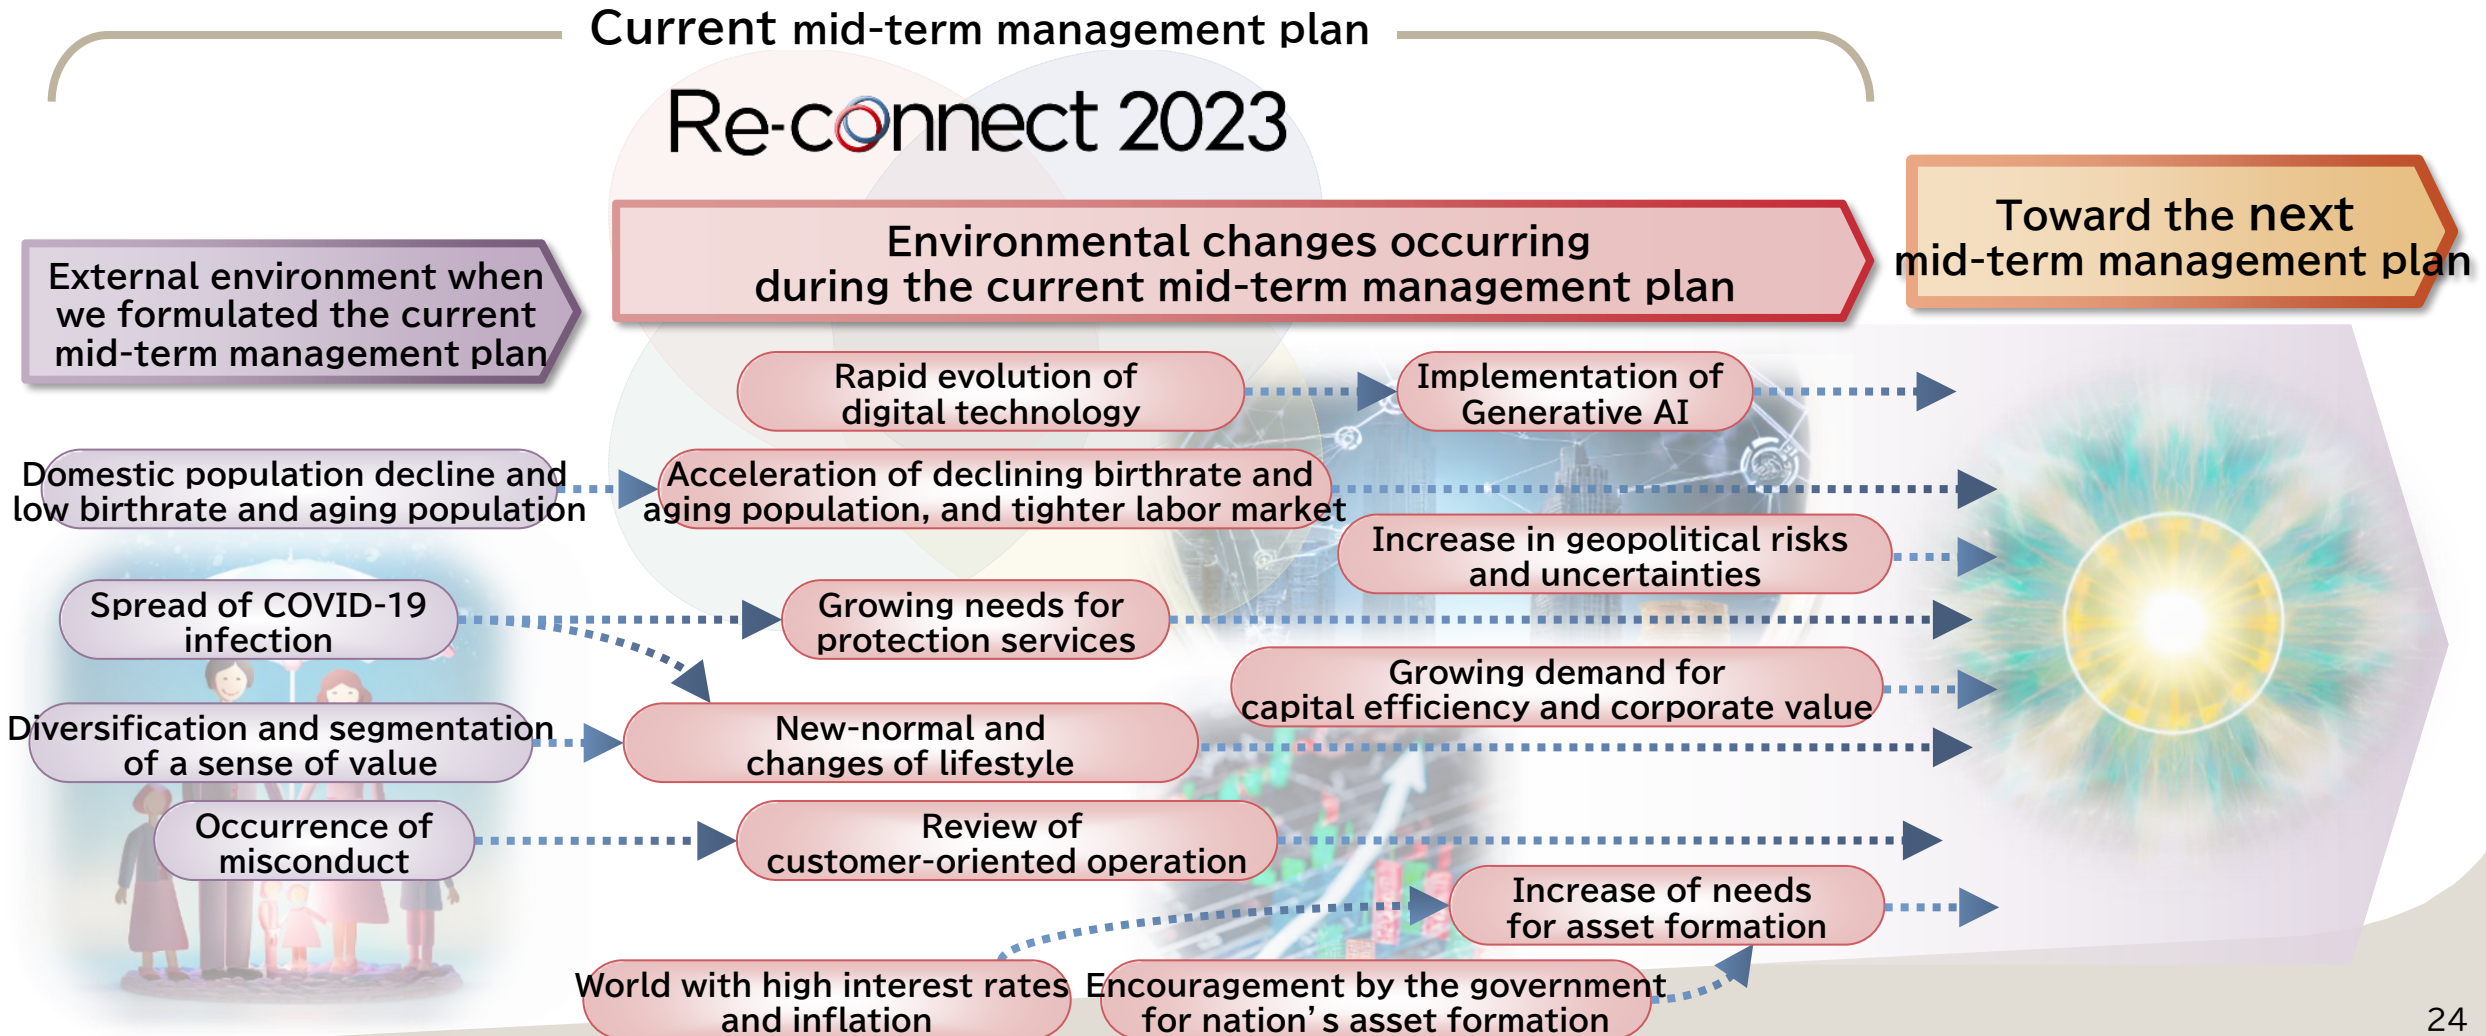 Current mid-term management plan
Re-connect 2023
External environment when
we formulated the current
mid-term management plan
Environmental changes occurring
during the current mid-term management plan
Toward the next
mid-term management plan
Rapid evolution of
digital technology
Implementation of
Generative AI
Domestic population decline and
low birthrate and aging population
Acceleration of declining birthrate and
aging population, and tighter labor market
Increase in geopolitical risks
and uncertainties
Spread of COVID-19
infection
Growing needs for
protection services
Growing demand for
capital efficiency and corporate value
Diversification and segmentation
of a sense of value
New-normal and
changes of lifestyle
Occurrence of
misconduct
Review of
customer-oriented operation
Increase of needs
for asset formation
World with high interest rates
and inflation
Encouragement by the government
for nation’s asset formation
24